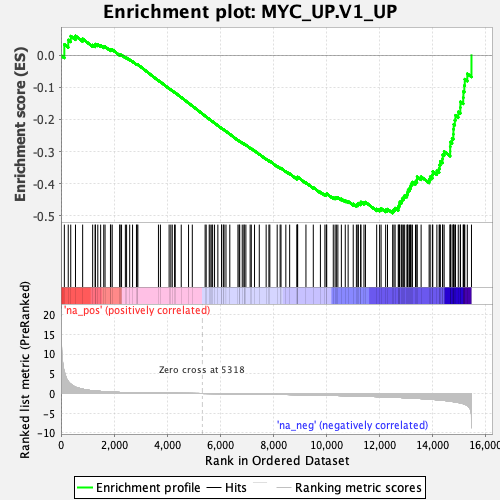 Enrichment plot: MYC_UP.V1_UP
Enrichment score (ES)
0.0
-0.1
-0.2
-0.3
-0.4
-0.5
'na_pos' (positively correlated)
Ranked list metric (PreRanked)
20
15
10
5
0
-5
-10
Zero cross at 5318
'na_neg' (negatively correlated)
0 2,000 4,000 6,000 8,000 10,000 12,000 14,000 16,000
Rank in Ordered Dataset
Enrichment profile Hits Ranking metric scores